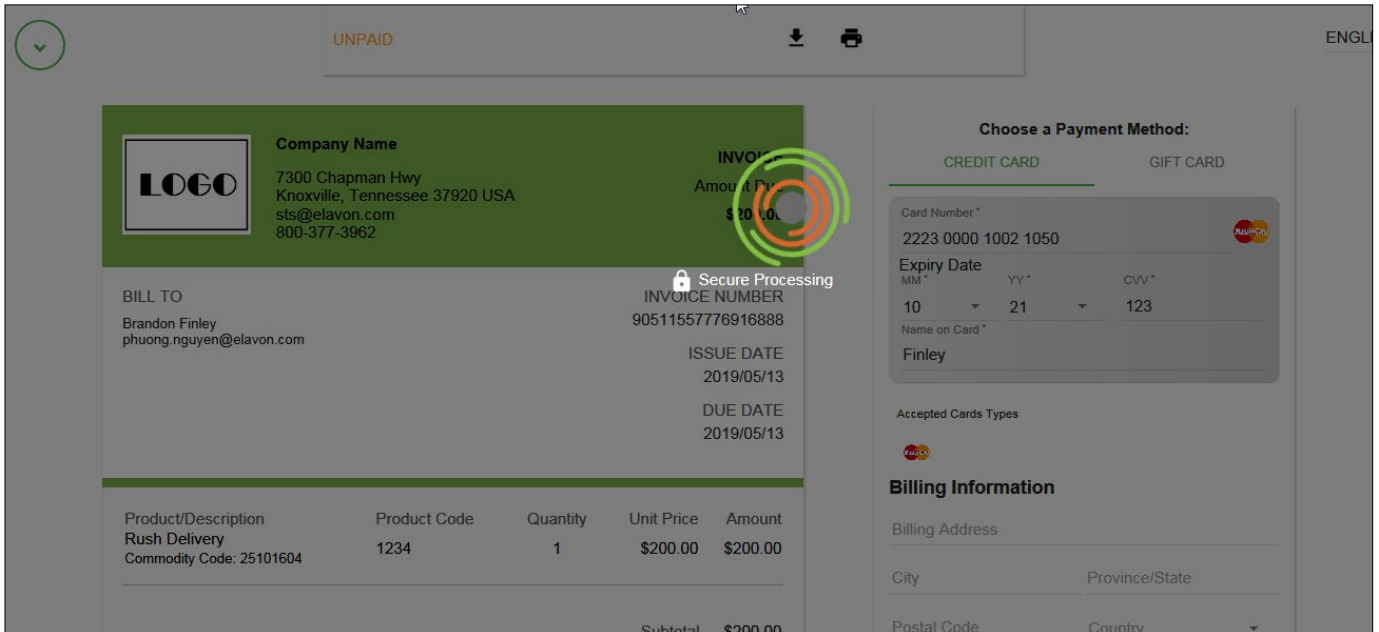 UNPAID
ENGLI
LOGO
Company Name
7300 Chapman Hwy
Knoxville, Tennessee 37920 USA
sts@elavon.com
800-377-3962
INVOICE
Amount Due
$200.00
Secure Processing
BILL TO
Brandon Finley
phuong.nguyen@elavon.com
INVOICE NUMBER
90511557776916888
ISSUE DATE
2019/05/13
DUE DATE
2019/05/13
Product/Description Product Code Quantity Unit Price Amount
Rush Delivery 1234 1 $200.00 $200.00
Commodity Code: 25101604
Subtotal $200.00
Choose a Payment Method:
CREDIT CARD GIFT CARD
Card Number *
2223 0000 1002 1050
Expiry Date
MM * YY * CVV *
10 21 123
Name on Card *
Finley
Accepted Cards Types
Billing Information
Billing Address
City Province/State
Postal Code Country